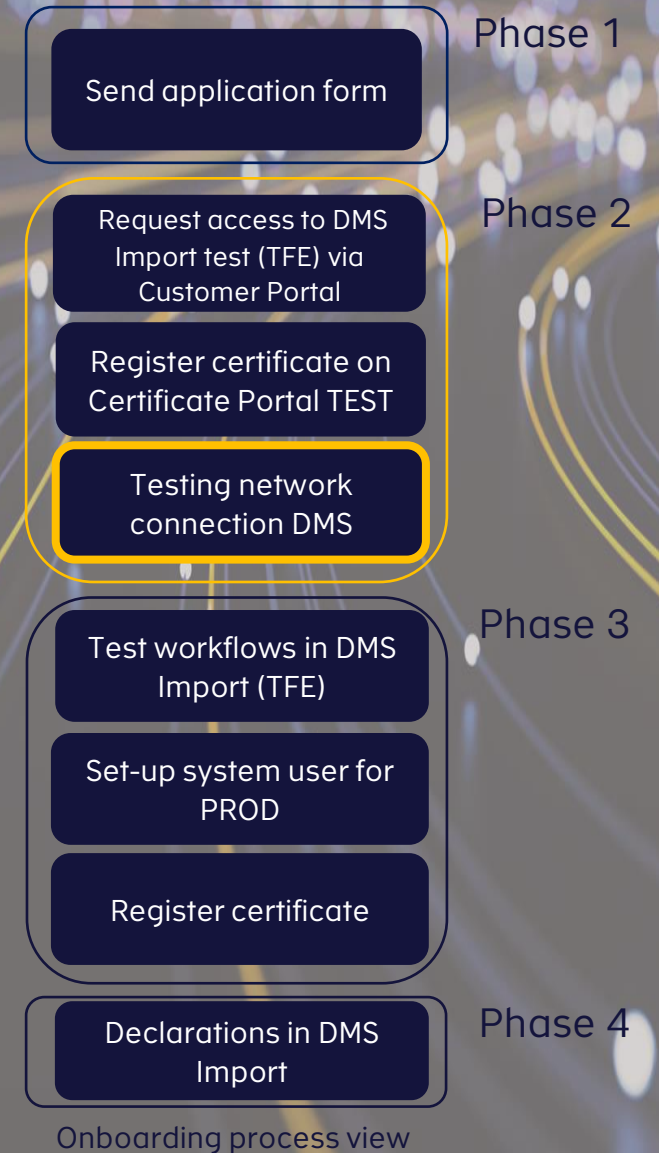 Phase 1
Send application form
Phase 2
Request access to DMS
Import test (TFE) via
Customer Portal
Register certificate on
Certificate Portal TEST
Testing network
connection DMS
Phase 3
Test workflows in DMS
Import (TFE)
Set-up system user for
PROD
Register certificate
Phase 4
Declarations in DMS
Import
Onboarding process view